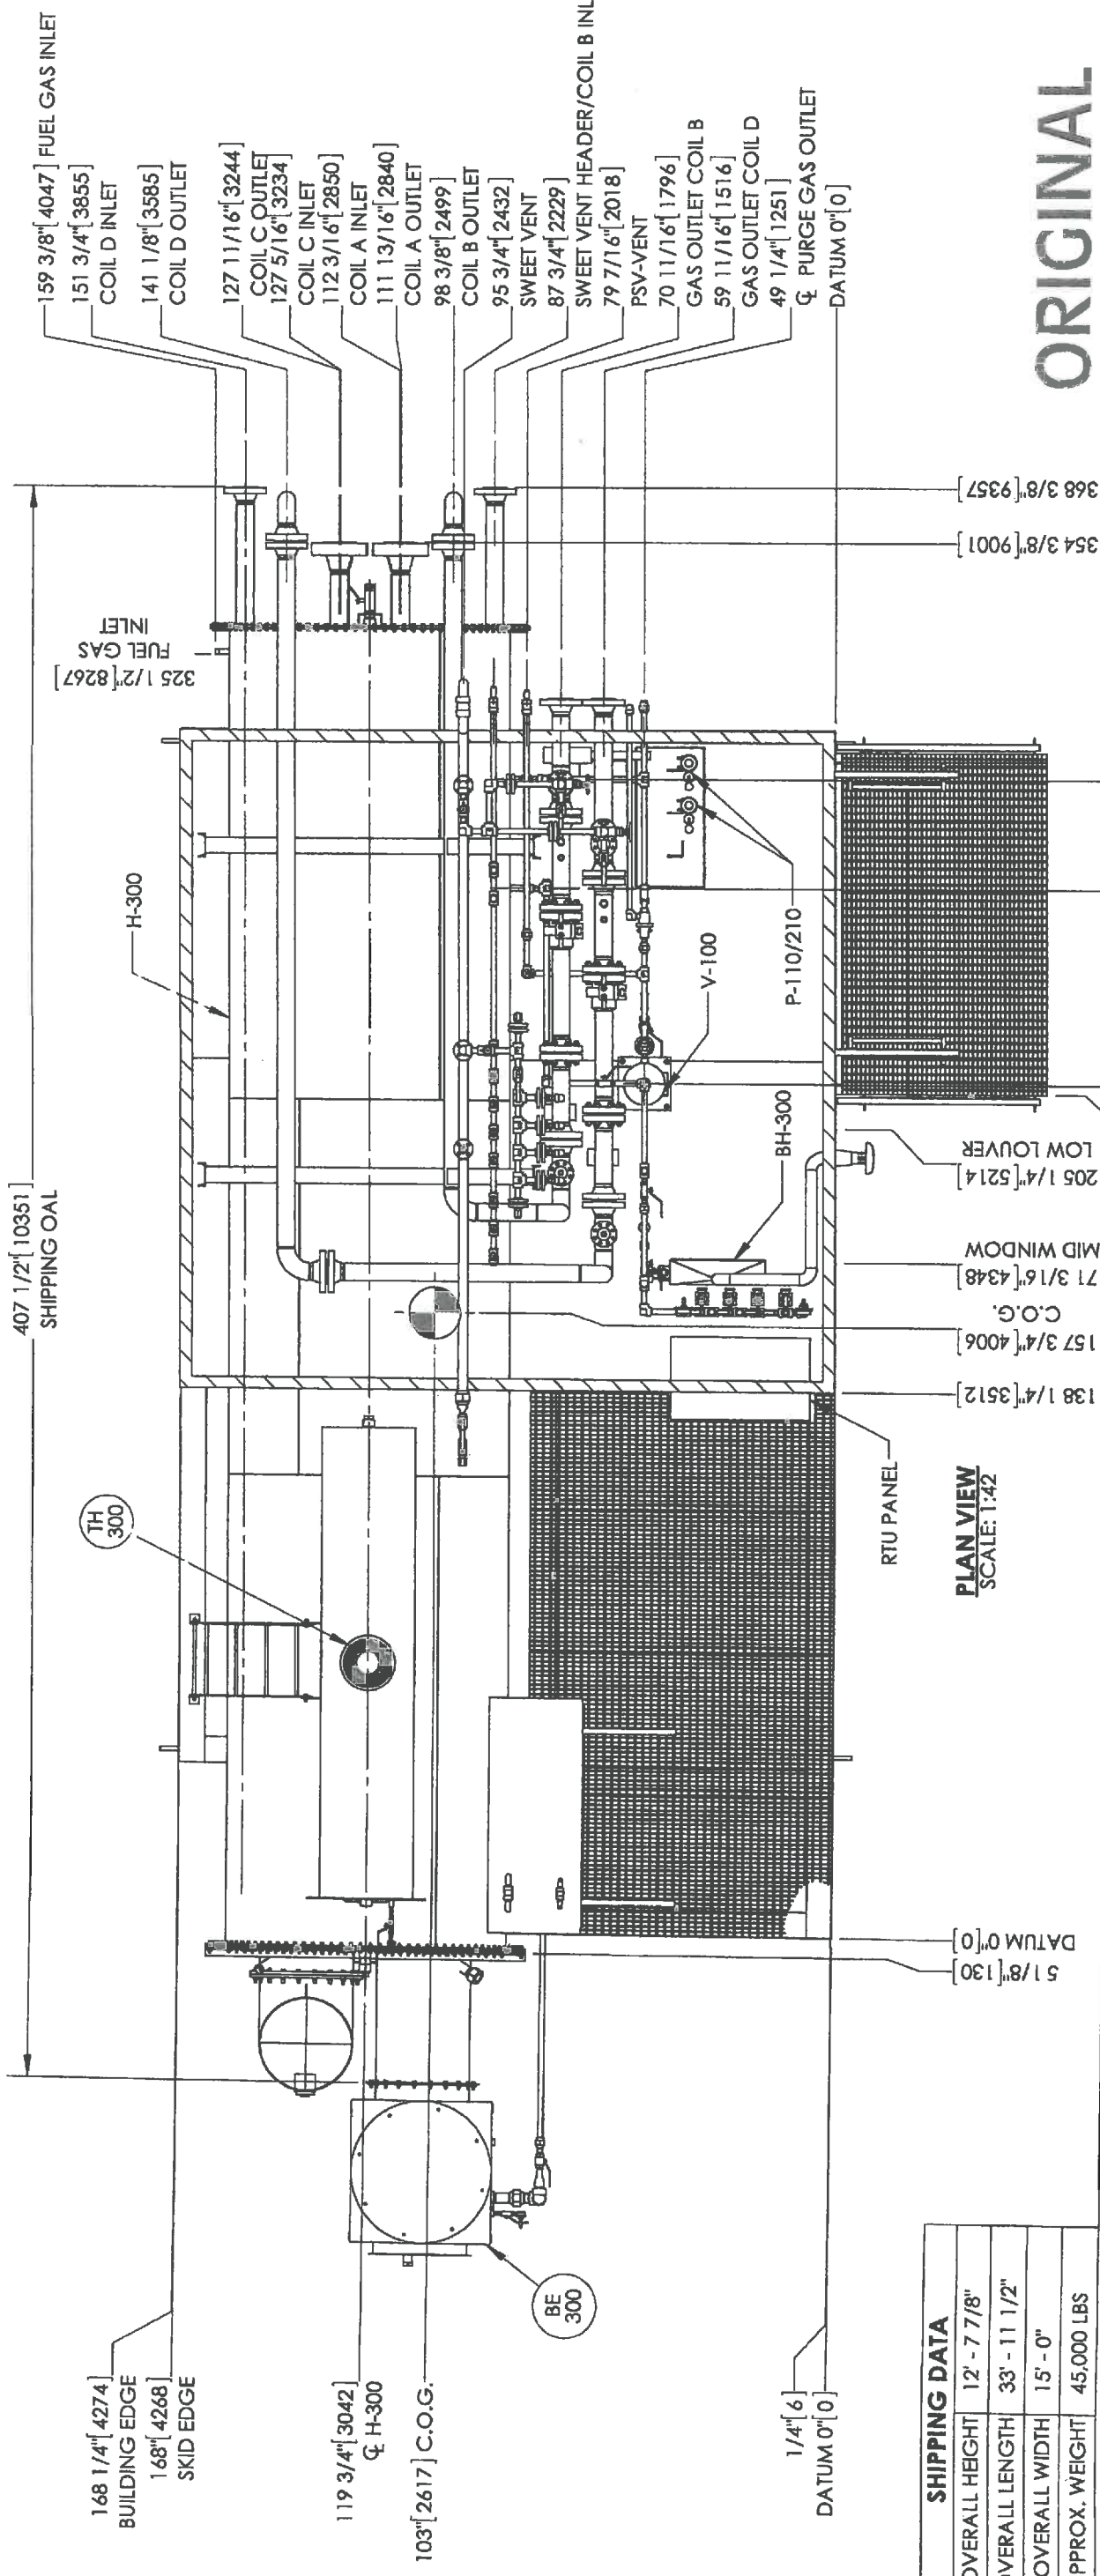 407 1/2"[10351]
SHIPPING OAL
159 3/8"[4047] FUEL GAS INLET
151 3/4"[3855]
COIL D INLET
141 1/8"[3585]
COIL D OUTLET
127 11/16"[3244]
COIL C OUTLET
127 5/16"[3234]
COIL C INLET
112 3/16"[2850]
COIL A INLET
111 13/16"[2840]
COIL A OUTLET
98 3/8"[2499]
COIL B OUTLET
95 3/4"[2432]
SWEET VENT
87 3/4"[2229]
SWEET VENT HEADER/COIL B INL
79 7/16"[2018]
PSV-VENT
70 11/16"[1796]
GAS OUTLET COIL B
59 11/16"[1516]
GAS OUTLET COIL D
49 1/4"[1251]
℄ PURGE GAS OUTLET
DATUM 0"[0]
ORIGINAL
368 3/8"[9357]
354 3/8"[9001]
325 1/2"[8267]
FUEL GAS
INLET
H-300
TH
300
V-100
P-110/210
BH-300
205 1/4"[5214]
LOW LOUVER
71 3/16"[4348]
MID WINDOW
157 3/4"[4006]
C.O.G.
138 1/4"[3512]
RTU PANEL
PLAN VIEW
SCALE: 1:42
DATUM 0"[0]
5 1/8"[130]
BE
300
168 1/4"[4274]
BUILDING EDGE
168"[4268]
SKID EDGE
119 3/4"[3042]
℄ H-300
103"[2617] C.O.G.
1/4"[6]
DATUM 0"[0]
SHIPPING DATA
OVERALL HEIGHT 12' - 7 7/8"
VERALL LENGTH 33' - 11 1/2"
OVERALL WIDTH 15' - 0"
PPROX. WEIGHT 45,000 LBS